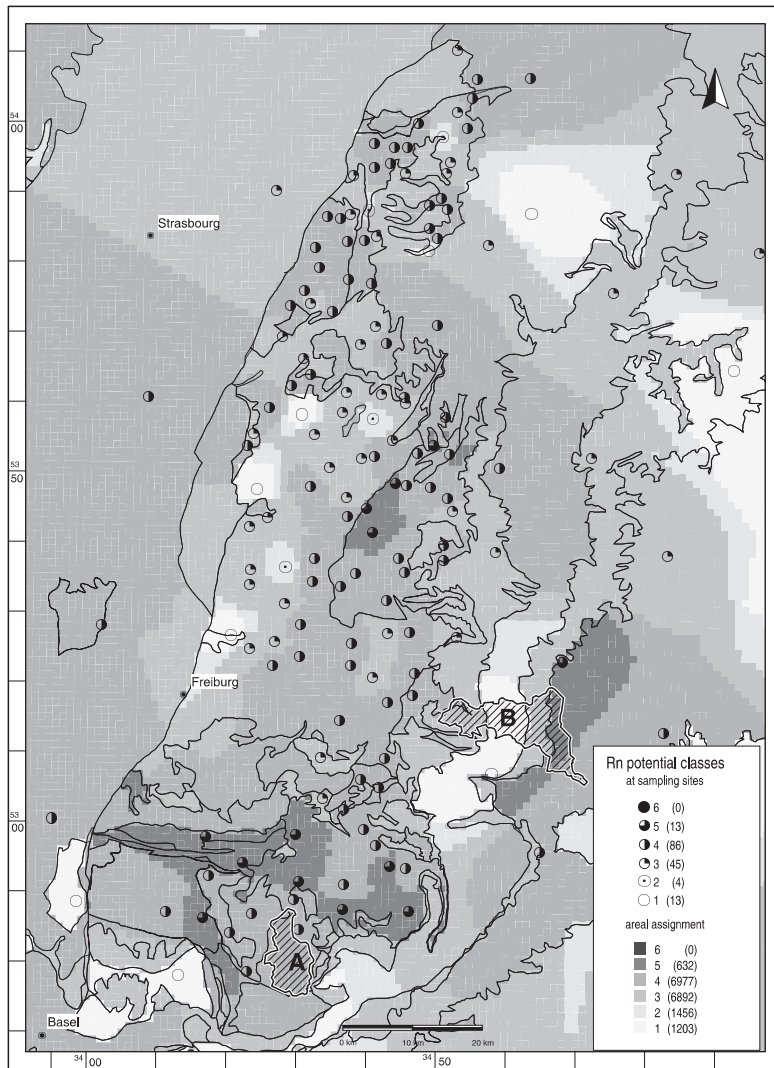 54
00
Strasbourg
53
50
Freiburg
B
53
00
A
Basel
0 km 10 km 20 km
34 00
34 50
Rn potential classes
at sampling sites
6 (0)
5 (13)
4 (86)
3 (45)
2 (4)
1 (13)
areal assignment
6 (0)
5 (632)
4 (6977)
3 (6892)
2 (1456)
1 (1203)